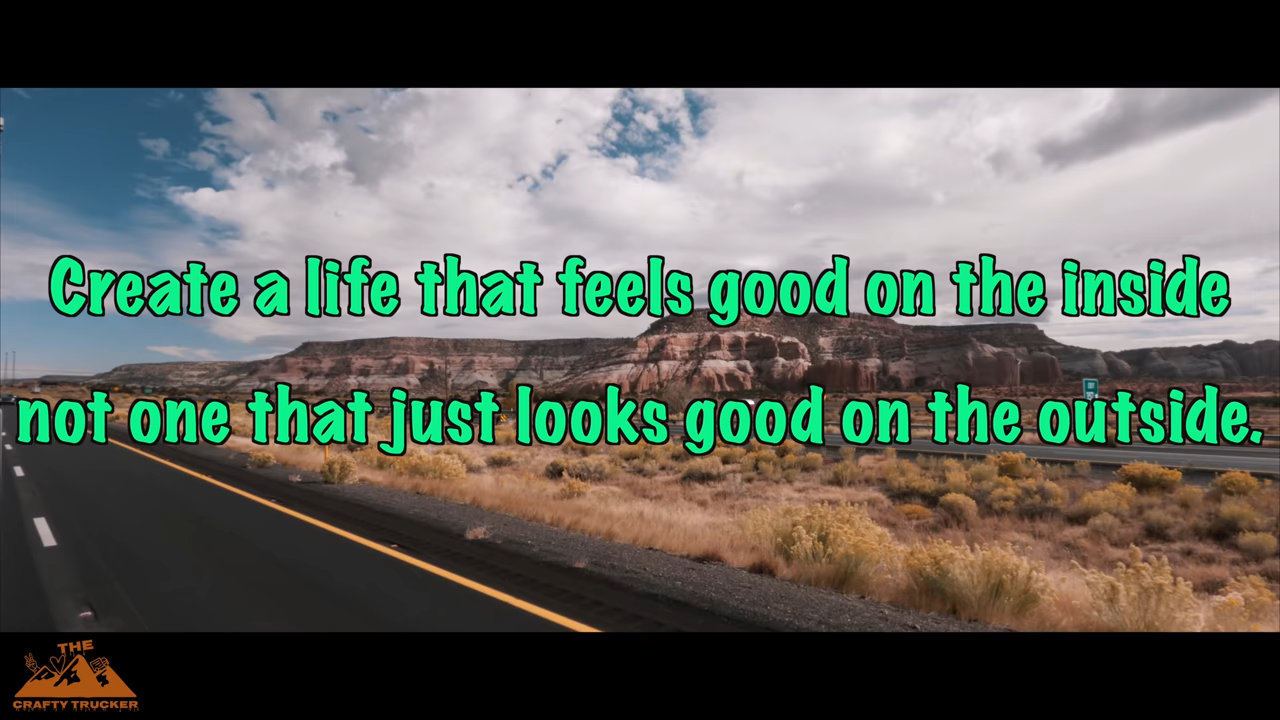 Create a life that feels good on the inside
not one that just looks good on the outside.
THE
CRAFTY TRUCKER